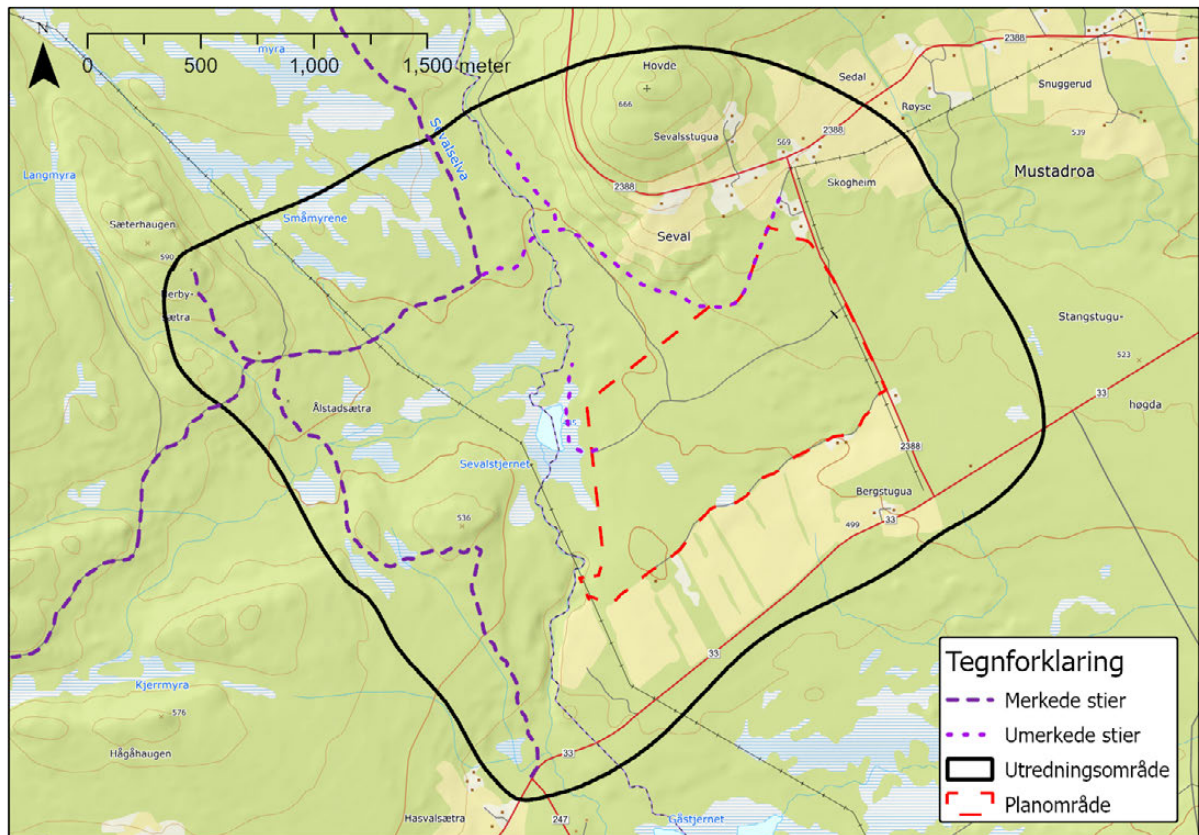 N
0 500 1,000 1,500 meter
myra
Hovde
666
2388
Sedal
Snuggerud
Røyse
539
Sevalsstugua
569
2388
Skogheim
Mustadroa
Langmyra
Sevalselva
Sæterhaugen
Småmyrene
2388
Seval
590
sætra
Stangstugu-
523
høgda
33
Ålstadsætra
Sevalstjernet
2388
Bergstugua
499
33
536
33
Kjerrmyra
576
Hågåhaugen
33
Hasvalsætra
247
Gåstjernet
Tegnforklaring
Merkede stier
Umerkede stier
Utredningsområde
Planområde